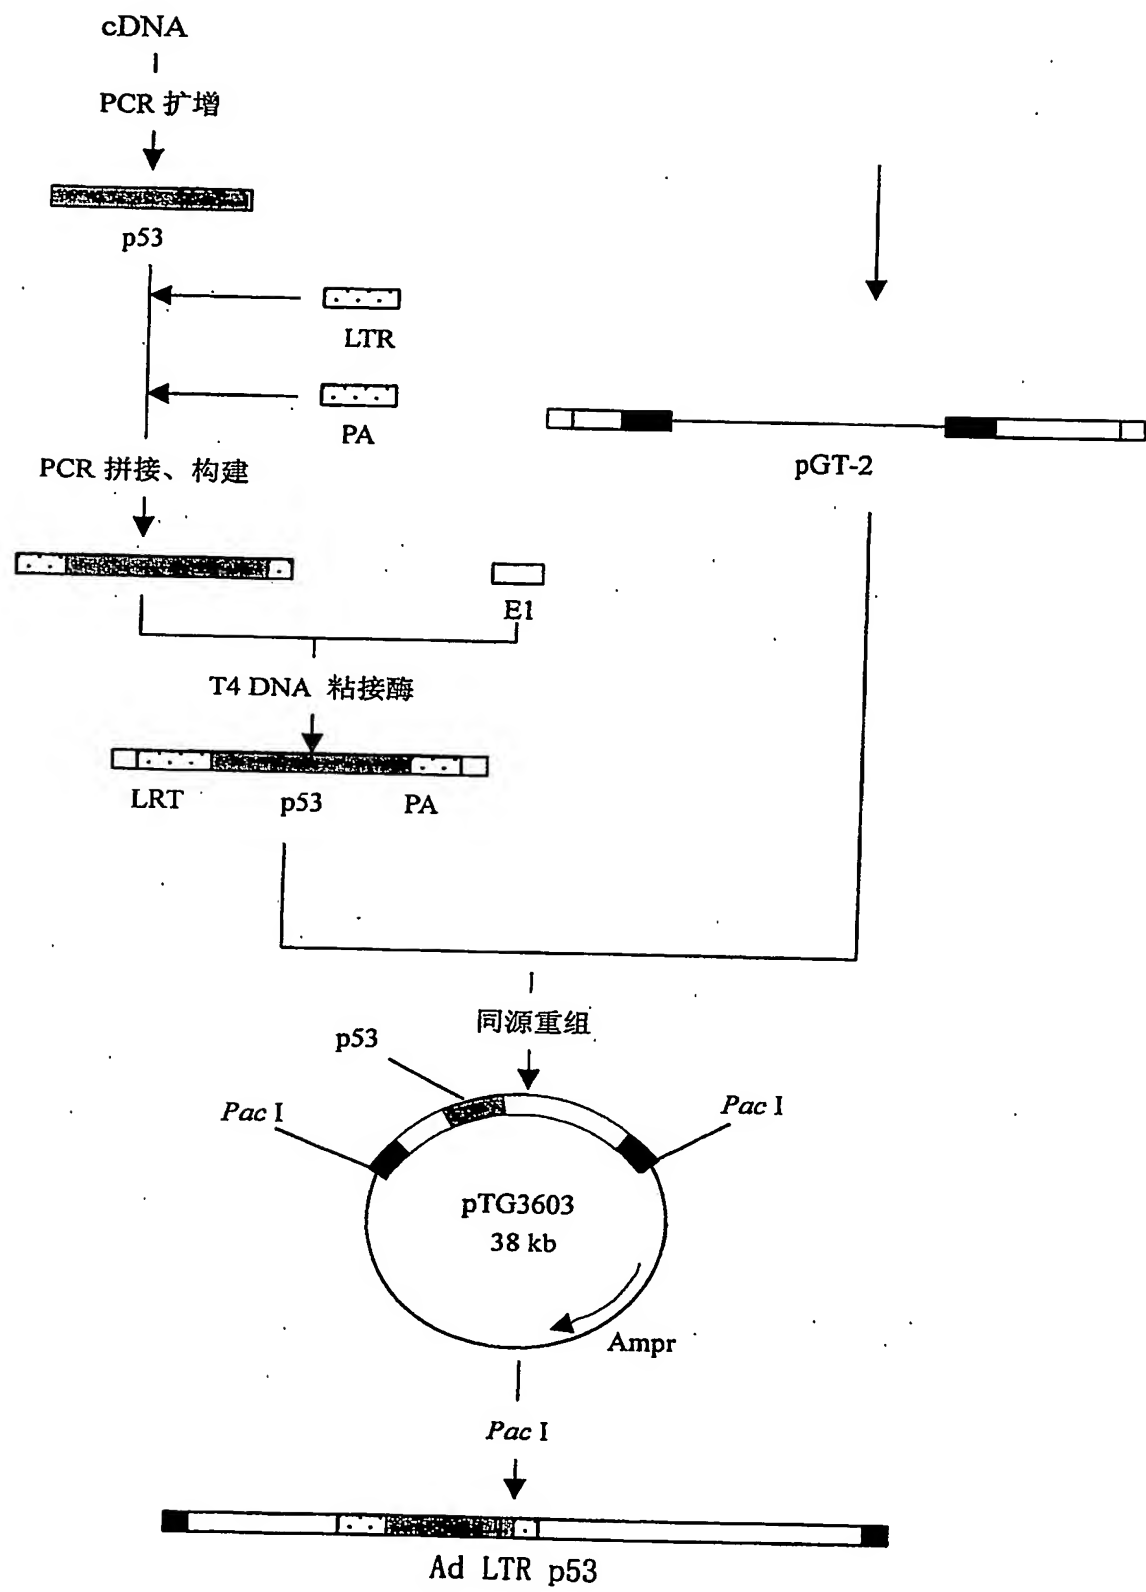 cDNA
PCR 扩增
p53
LTR
PA
PCR 拼接、构建
pGT-2
E1
T4 DNA 粘接酶
LRT p53 PA
同源重组
p53
Pac I
Pac I
pTG3603
38 kb
Ampr
Pac I
Ad LTR p53